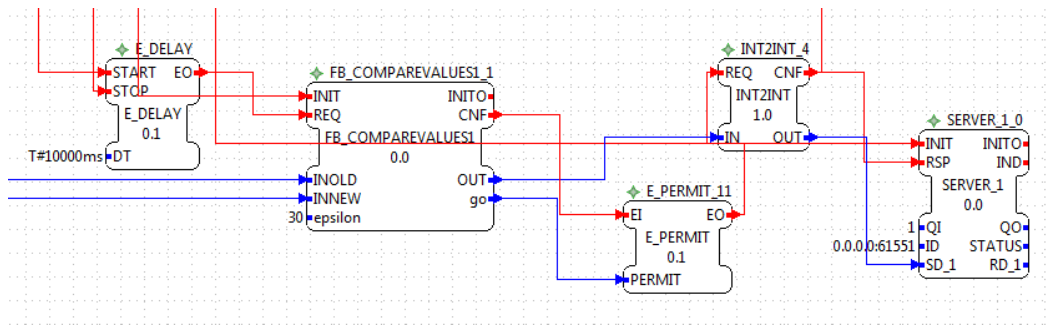 E_DELAY
START EO
STOP
E_DELAY
0.1
T#10000ms DT
FB_COMPAREVALUES1_1
INIT INITO
REQ CNF
FB_COMPAREVALUES1
0.0
INOLD OUT
INNEW go
30 epsilon
E_PERMIT_11
EI EO
E_PERMIT
0.1
PERMIT
INT2INT_4
REQ CNF
INT2INT
1.0
IN OUT
SERVER_1_0
INIT INITO
RSP IND
SERVER_1
0.0
1 QI QO
0.0.0.0:61551 ID STATUS
SD_1 RD_1